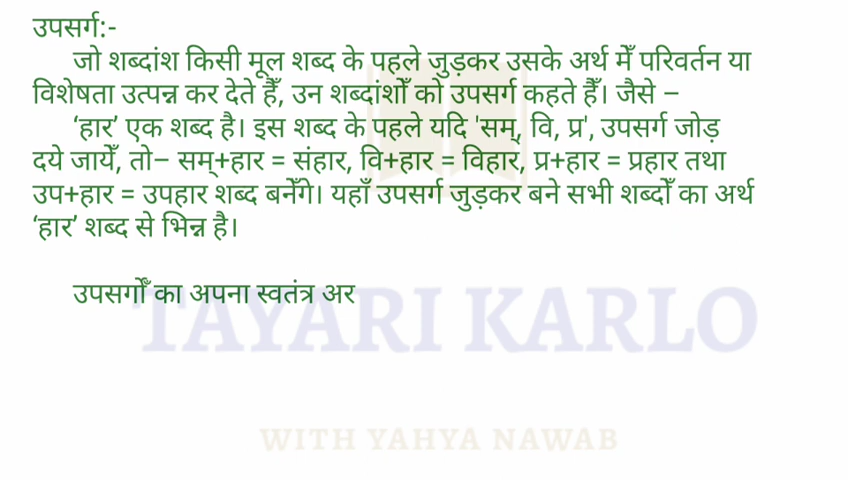 उपसर्ग:-
जो शब्दांश किसी मूल शब्द के पहले जुड़कर उसके अर्थ मेँ परिवर्तन या
विशेषता उत्पन्न कर देते हैँ, उन शब्दांशोँ को उपसर्ग कहते हैँ। जैसे –
‘हार’ एक शब्द है। इस शब्द के पहले यदि 'सम्, वि, प्र', उपसर्ग जोड़
दये जायेँ, तो– सम्+हार = संहार, वि+हार = विहार, प्र+हार = प्रहार तथा
उप+हार = उपहार शब्द बनेँगे। यहाँ उपसर्ग जुड़कर बने सभी शब्दोँ का अर्थ
‘हार’ शब्द से भिन्न है।
उपसर्गोँ का अपना स्वतंत्र अर
TAYARI KARLO
WITH YAHYA NAWAB